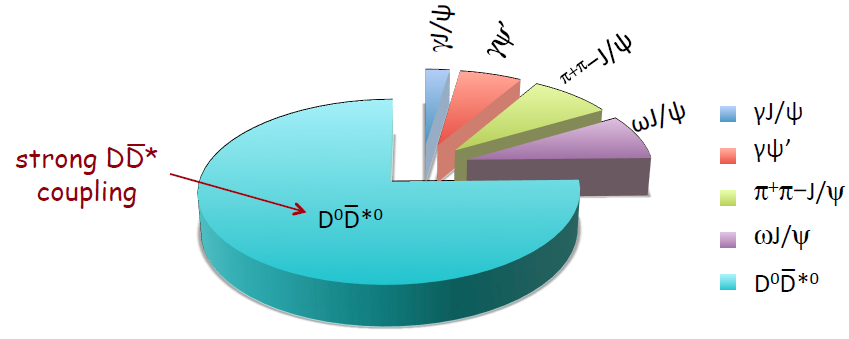 γJ/ψ
γψ’
π+π−J/ψ
ωJ/ψ
strong DD̅*
coupling
D⁰D̅*⁰
γJ/ψ
γψ’
π⁺π−J/ψ
ωJ/ψ
D⁰D̅*⁰